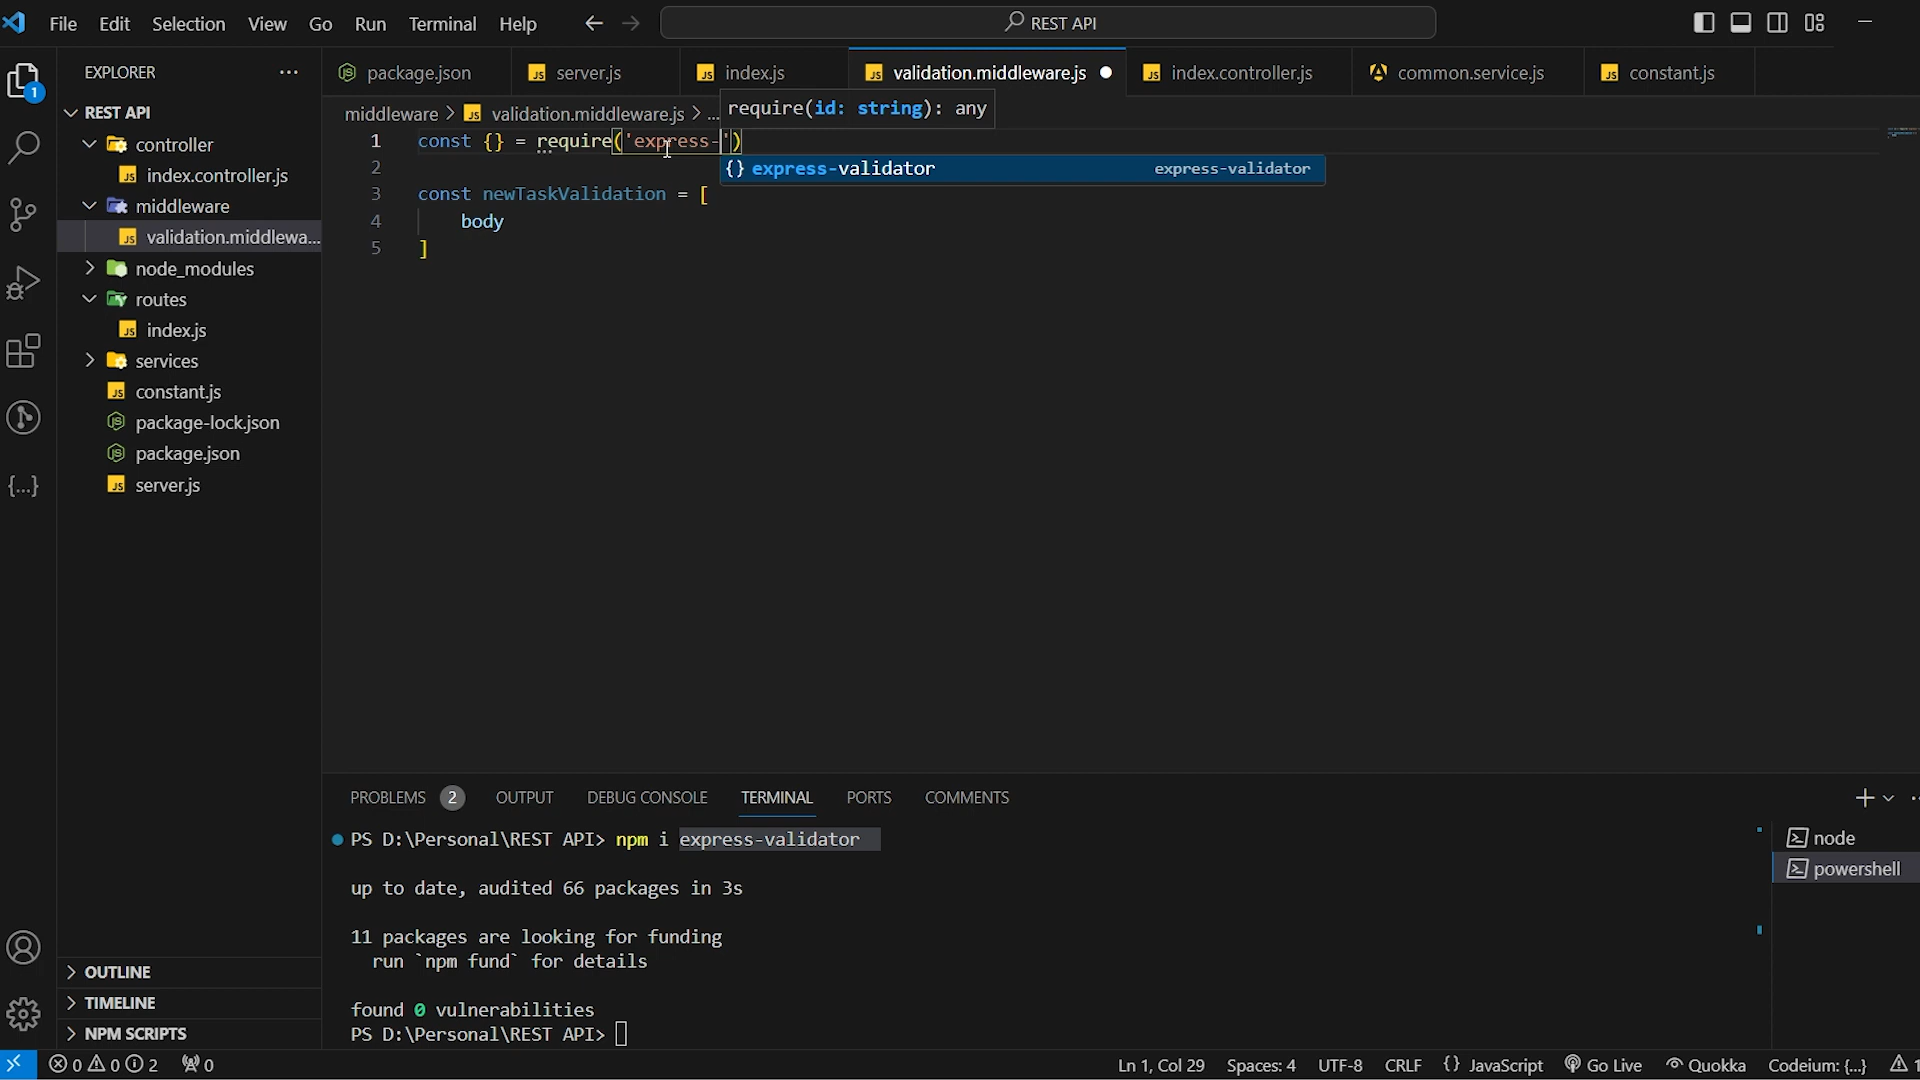 File Edit Selection View Go Run Terminal Help
REST API
EXPLORER
package.json
server.js
index.js
validation.middleware.js
index.controller.js
common.service.js
constant.js
REST API
controller
index.controller.js
middleware
validation.middlewa...
node_modules
routes
index.js
services
constant.js
package-lock.json
package.json
server.js
OUTLINE
TIMELINE
NPM SCRIPTS
1
middleware > validation.middleware.js > ...
require(id: string): any
1 const {} = require('express-')
{} express-validator express-validator
2
3 const newTaskValidation = [
4 body
5 ]
PROBLEMS 2 OUTPUT DEBUG CONSOLE TERMINAL PORTS COMMENTS
PS D:\Personal\REST API> npm i express-validator
up to date, audited 66 packages in 3s
11 packages are looking for funding
run `npm fund` for details
found 0 vulnerabilities
PS D:\Personal\REST API>
node
powershell
0 0 2 0
Ln 1, Col 29 Spaces: 4 UTF-8 CRLF {} JavaScript Go Live Quokka Codeium: {...} 1